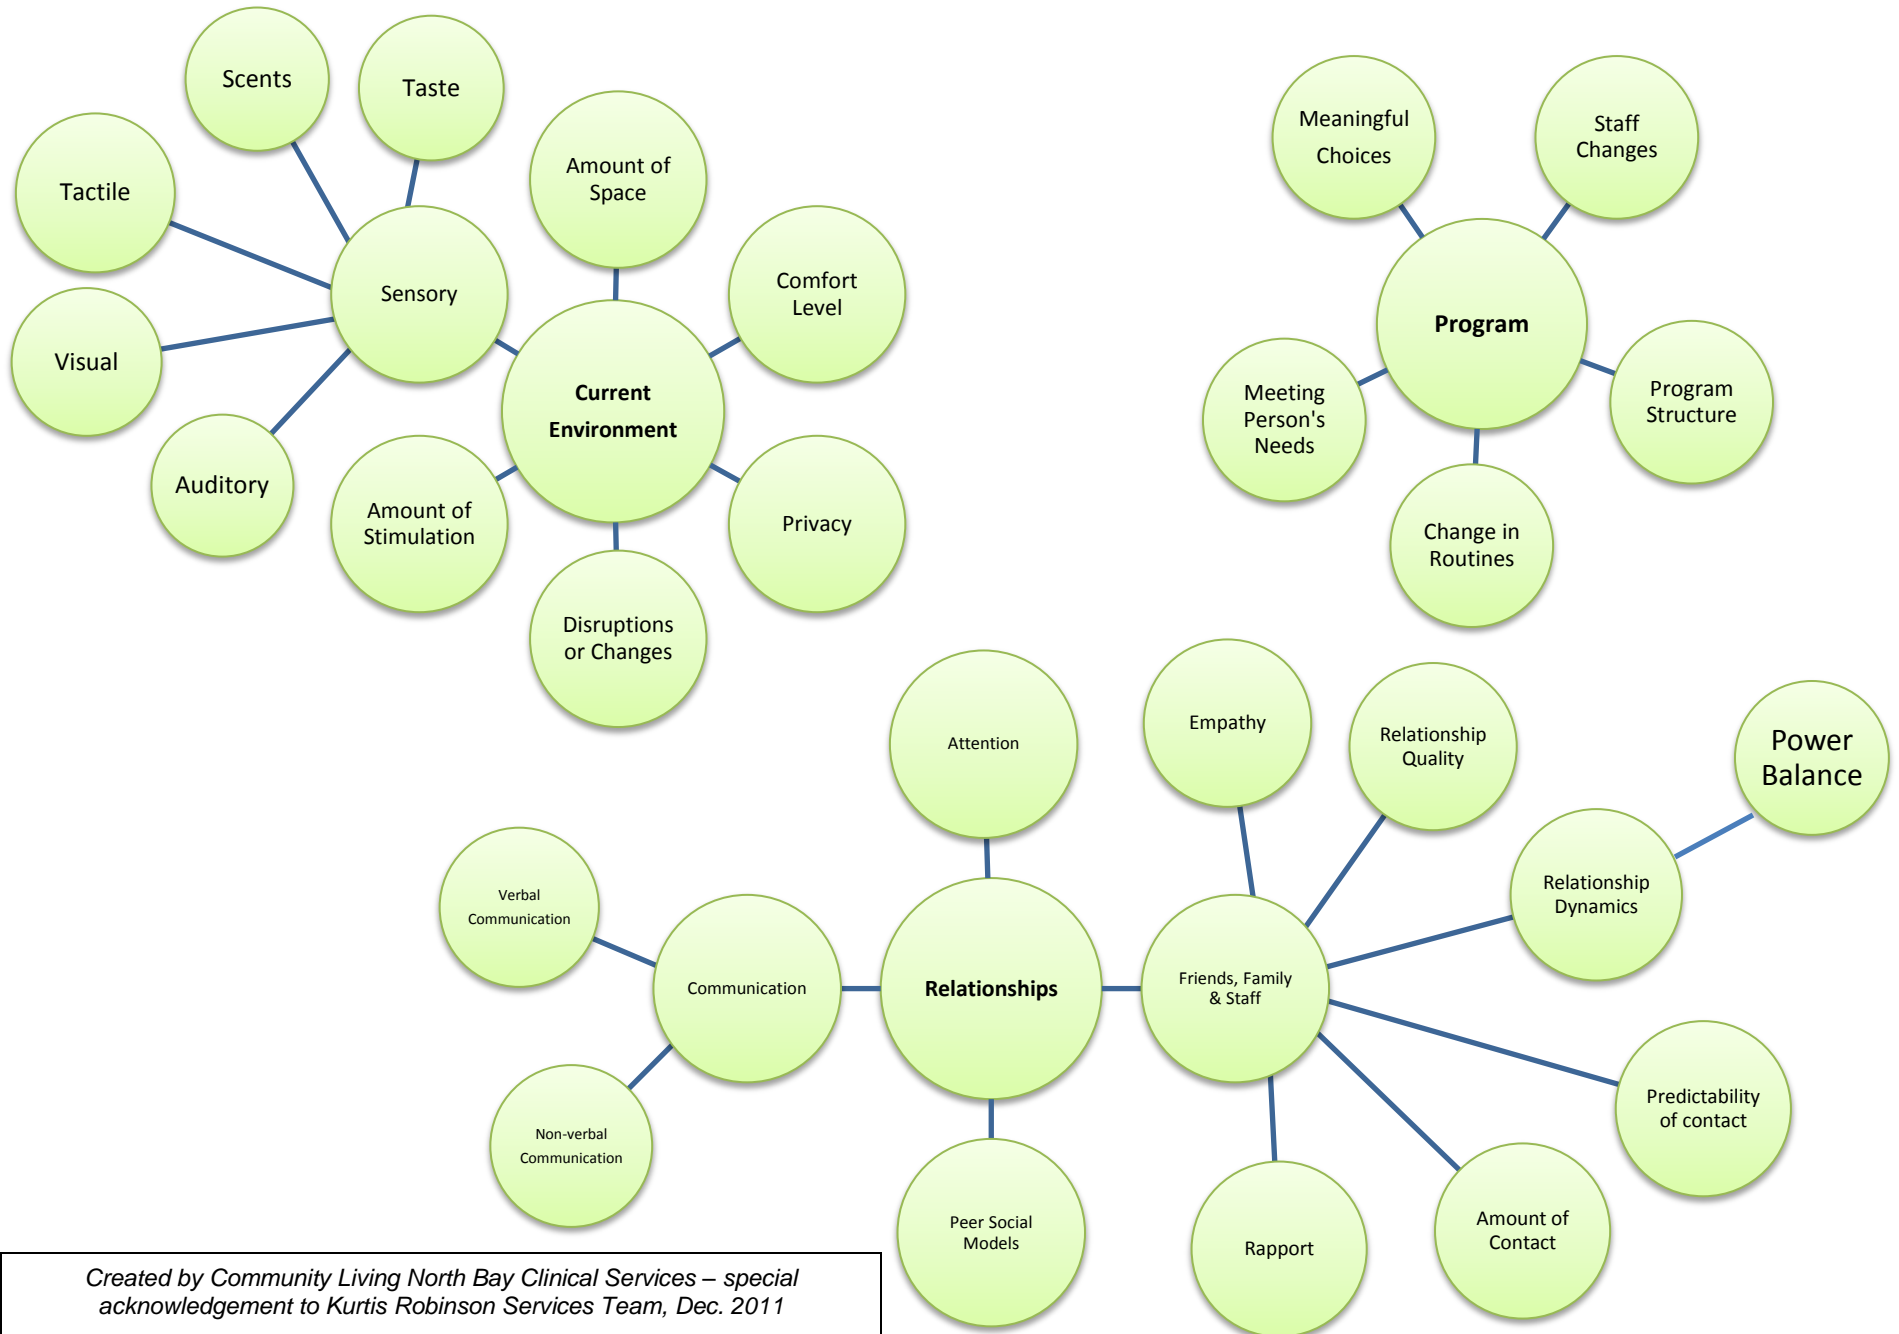 Scents
Taste
Tactile
Amount of
Space
Sensory
Comfort
Level
Visual
Current
Environment
Auditory
Amount of
Stimulation
Privacy
Disruptions
or Changes
Meaningful
Choices
Staff
Changes
Program
Meeting
Person's
Needs
Program
Structure
Change in
Routines
Attention
Empathy
Relationship
Quality
Power
Balance
Verbal
Communication
Communication
Relationships
Friends, Family
& Staff
Relationship
Dynamics
Non-verbal
Communication
Peer Social
Models
Rapport
Amount of
Contact
Predictability
of contact
Created by Community Living North Bay Clinical Services – special
acknowledgement to Kurtis Robinson Services Team, Dec. 2011